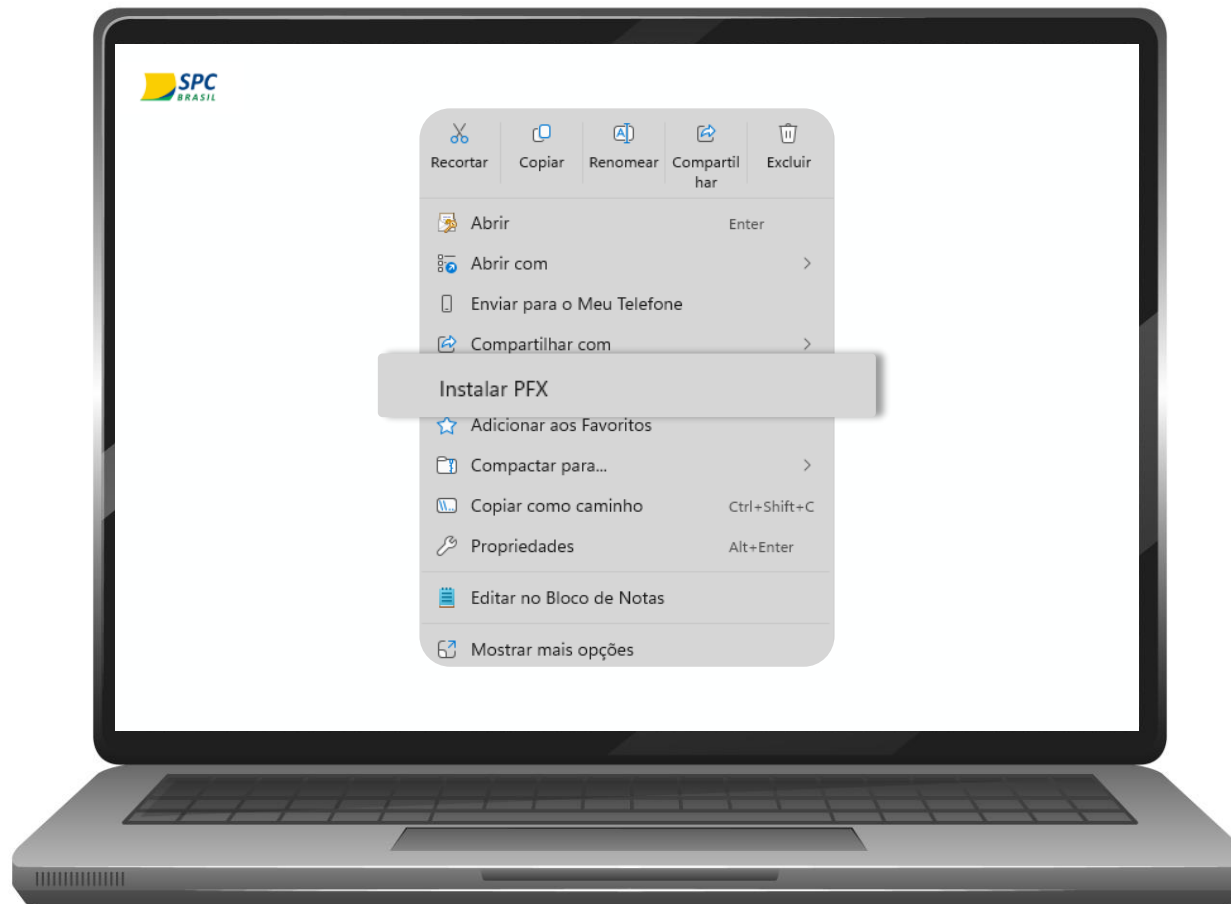 SPC
BRASIL
Recortar
Copiar
Renomear
Compartil
har
Excluir
Abrir Enter
Abrir com
Enviar para o Meu Telefone
Compartilhar com
Instalar PFX
Adicionar aos Favoritos
Compactar para...
Copiar como caminho Ctrl+Shift+C
Propriedades Alt+Enter
Editar no Bloco de Notas
Mostrar mais opções